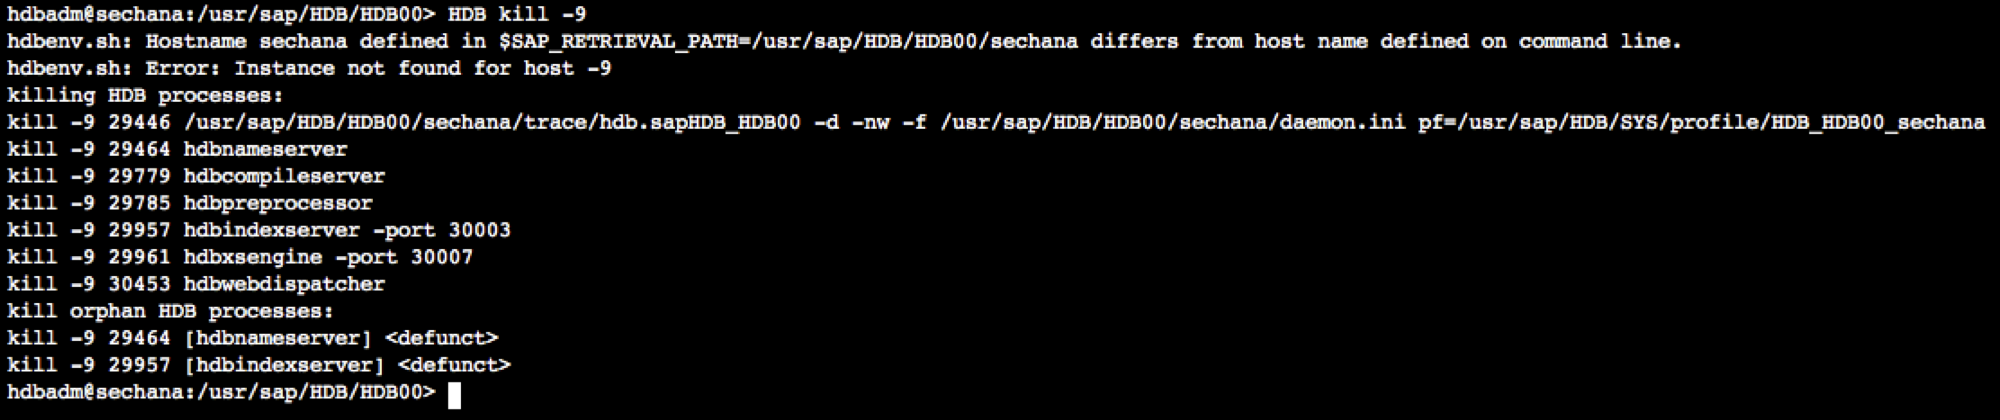 hdbadm@sechana:/usr/sap/HDB/HDB00> HDB kill -9
hdbenv.sh: Hostname sechana defined in $SAP_RETRIEVAL_PATH=/usr/sap/HDB/HDB00/sechana differs from host name defined on command line.
hdbenv.sh: Error: Instance not found for host -9
killing HDB processes:
kill -9 29446 /usr/sap/HDB/HDB00/sechana/trace/hdb.sapHDB_HDB00 -d -nw -f /usr/sap/HDB/HDB00/sechana/daemon.ini pf=/usr/sap/HDB/SYS/profile/HDB_HDB00_sechana
kill -9 29464 hdbnameserver
kill -9 29779 hdbcompileserver
kill -9 29785 hdbpreprocessor
kill -9 29957 hdbindexserver -port 30003
kill -9 29961 hdbxsengine -port 30007
kill -9 30453 hdbwebdispatcher
kill orphan HDB processes:
kill -9 29464 [hdbnameserver] <defunct>
kill -9 29957 [hdbindexserver] <defunct>
hdbadm@sechana:/usr/sap/HDB/HDB00>